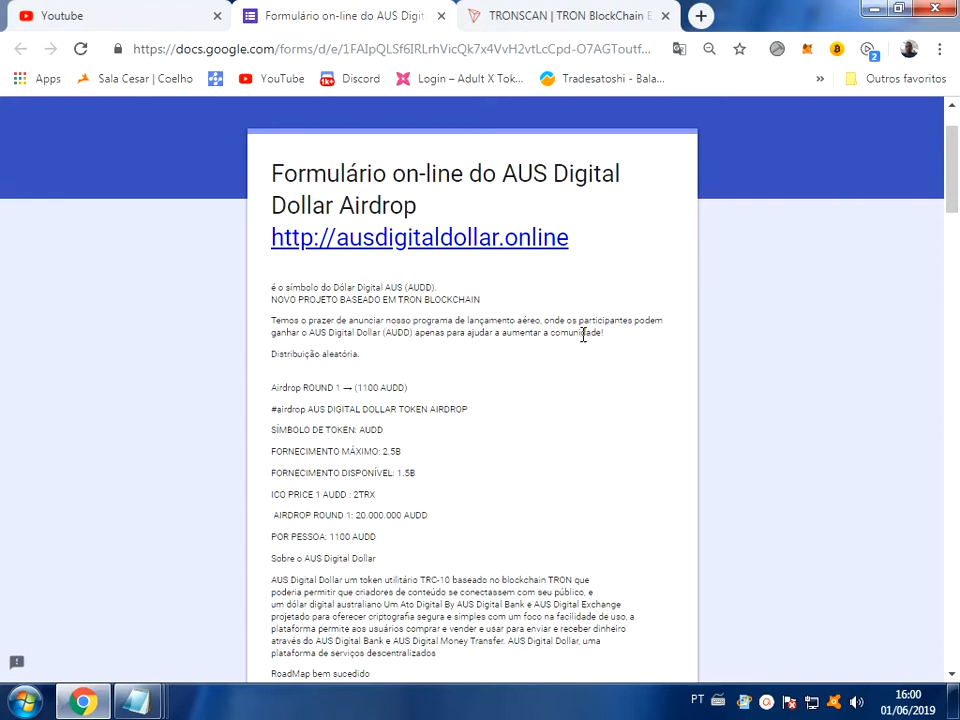 Youtube
Formulário on-line do AUS Digit
TRONSCAN | TRON BlockChain E
https://docs.google.com/forms/d/e/1FAIpQLSf6IRLrhVicQk7x4VvH2vtLcCpd-O7AGToutf...
2
Apps
Sala Cesar | Coelho
YouTube
1k+
Discord
Login – Adult X Tok...
Tradesatoshi - Bala...
»
Outros favoritos
Formulário on-line do AUS Digital
Dollar Airdrop
http://ausdigitaldollar.online
é o símbolo do Dólar Digital AUS (AUDD).
NOVO PROJETO BASEADO EM TRON BLOCKCHAIN
Temos o prazer de anunciar nosso programa de lançamento aéreo, onde os participantes podem
ganhar o AUS Digital Dollar (AUDD) apenas para ajudar a aumentar a comunidade!
Distribuição aleatória.
Airdrop ROUND 1 → (1100 AUDD)
#airdrop AUS DIGITAL DOLLAR TOKEN AIRDROP
SÍMBOLO DE TOKEN: AUDD
FORNECIMENTO MÁXIMO: 2.5B
FORNECIMENTO DISPONÍVEL: 1.5B
ICO PRICE 1 AUDD : 2TRX
AIRDROP ROUND 1: 20.000.000 AUDD
POR PESSOA: 1100 AUDD
Sobre o AUS Digital Dollar
AUS Digital Dollar um token utilitário TRC-10 baseado no blockchain TRON que
poderia permitir que criadores de conteúdo se conectassem com seu público, e
um dólar digital australiano Um Ato Digital By AUS Digital Bank e AUS Digital Exchange
projetado para oferecer criptografia segura e simples com um foco na facilidade de uso, a
plataforma permite aos usuários comprar e vender e usar para enviar e receber dinheiro
através do AUS Digital Bank e AUS Digital Money Transfer. AUS Digital Dollar, uma
plataforma de serviços descentralizados
RoadMap bem sucedido
PT
16:00
01/06/2019